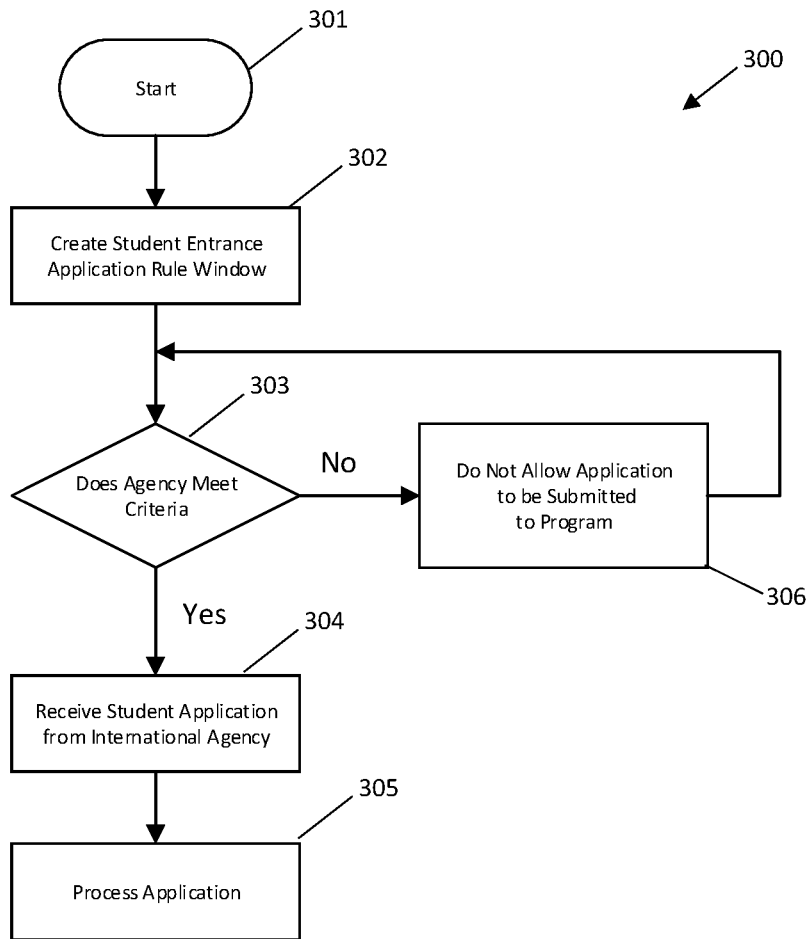 301
Start
300
302
Create Student Entrance
Application Rule Window
303
Does Agency Meet
Criteria
No
Do Not Allow Application
to be Submitted
to Program
306
Yes
304
Receive Student Application
from International Agency
305
Process Application